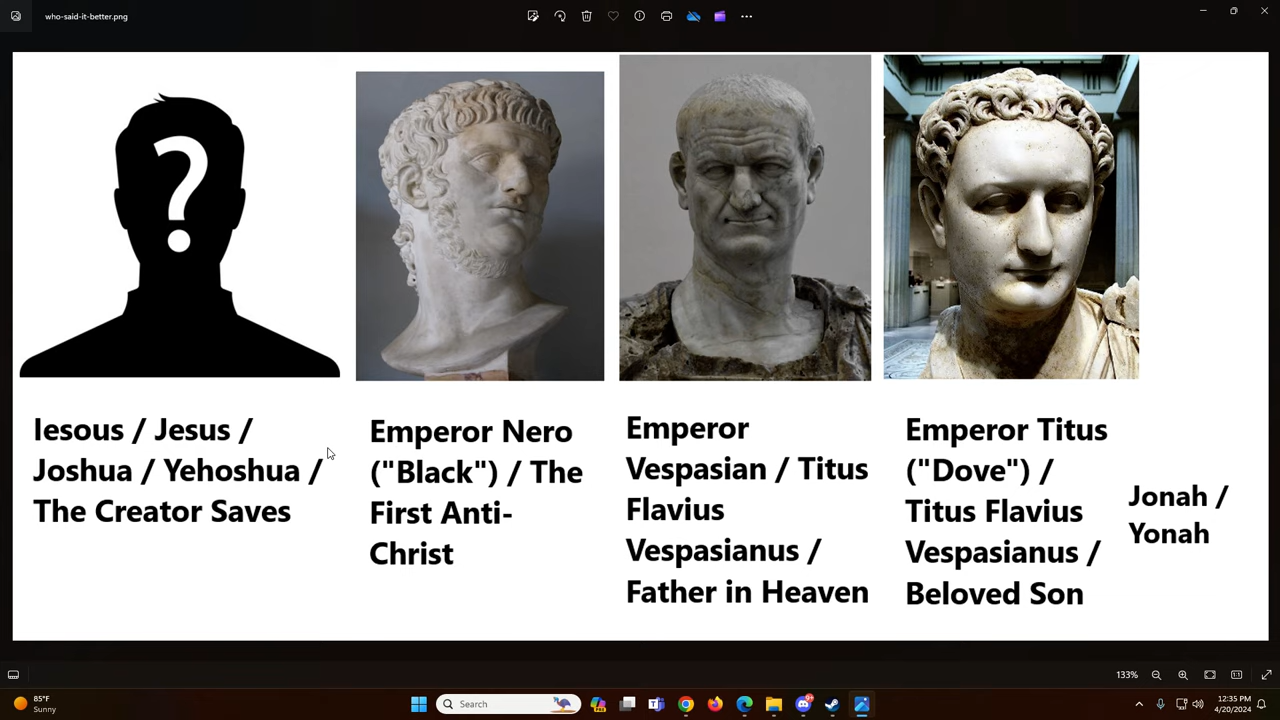 who-said-it-better.png
?
Iesous / Jesus /
Joshua / Yehoshua /
The Creator Saves
Emperor Nero
("Black") / The
First Anti-
Christ
Emperor
Vespasian / Titus
Flavius
Vespasianus /
Father in Heaven
Emperor Titus
("Dove") /
Titus Flavius
Vespasianus /
Beloved Son
Jonah /
Yonah
133%
85°F
Sunny
Search
12:35 PM
4/20/2024